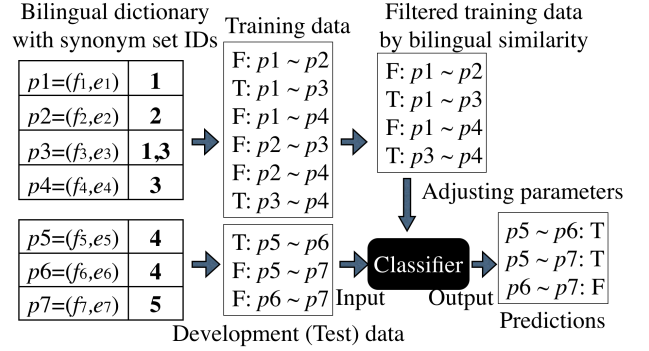 Bilingual dictionary
with synonym set IDs
p1=(f1,e1) 1
p2=(f2,e2) 2
p3=(f3,e3) 1,3
p4=(f4,e4) 3
p5=(f5,e5) 4
p6=(f6,e6) 4
p7=(f7,e7) 5
Training data
F: p1 ~ p2
T: p1 ~ p3
F: p1 ~ p4
F: p2 ~ p3
F: p2 ~ p4
T: p3 ~ p4
T: p5 ~ p6
F: p5 ~ p7
F: p6 ~ p7
Development (Test) data
Filtered training data
by bilingual similarity
F: p1 ~ p2
T: p1 ~ p3
F: p1 ~ p4
T: p3 ~ p4
Adjusting parameters
Classifier
Input
Output
p5 ~ p6: T
p5 ~ p7: T
p6 ~ p7: F
Predictions